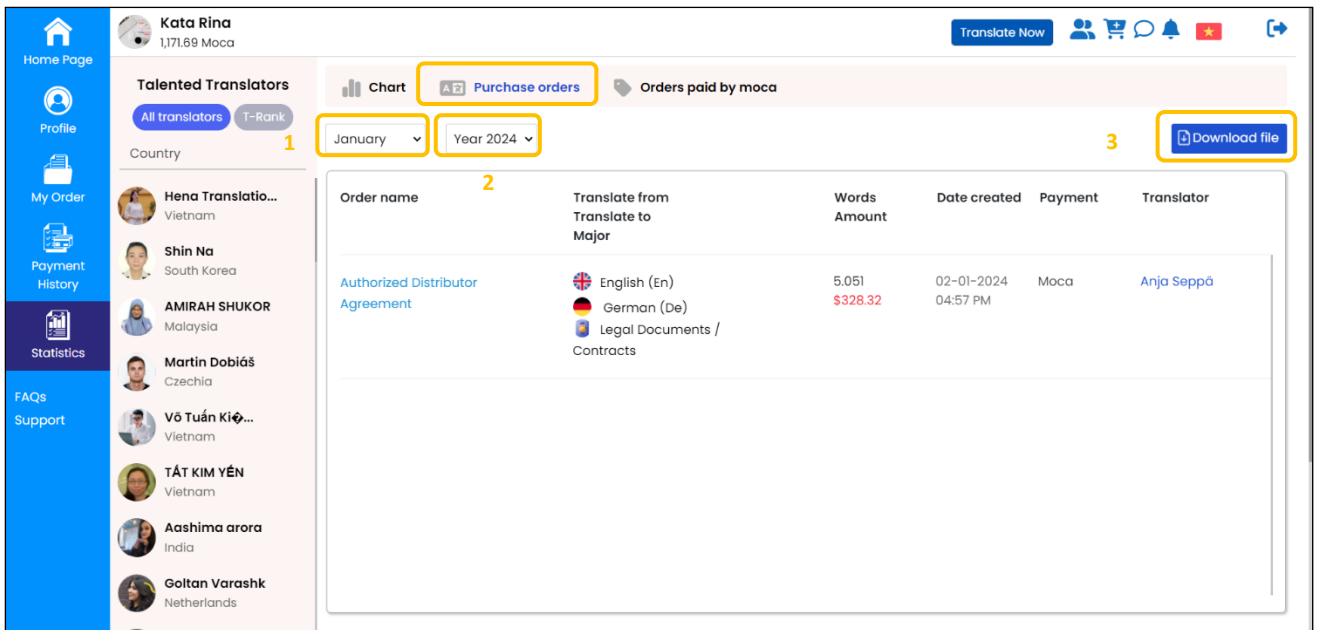 Home Page
Profile
My Order
Payment
History
Statistics
FAQs
Support
Kata Rina
1,171.69 Moca
Translate Now
Talented Translators
All translators
T-Rank
Country
Hena Translatio...
Vietnam
Shin Na
South Korea
AMIRAH SHUKOR
Malaysia
Martin Dobiáš
Czechia
Võ Tuấn Ki�...
Vietnam
TẤT KIM YẾN
Vietnam
Aashima arora
India
Goltan Varashk
Netherlands
Chart
Purchase orders
Orders paid by moca
1
January
Year 2024
2
3
Download file
Order name
Translate from
Translate to
Major
Words
Amount
Date created
Payment
Translator
Authorized Distributor
Agreement
English (En)
German (De)
Legal Documents /
Contracts
5.051
$328.32
02-01-2024
04:57 PM
Moca
Anja Seppä